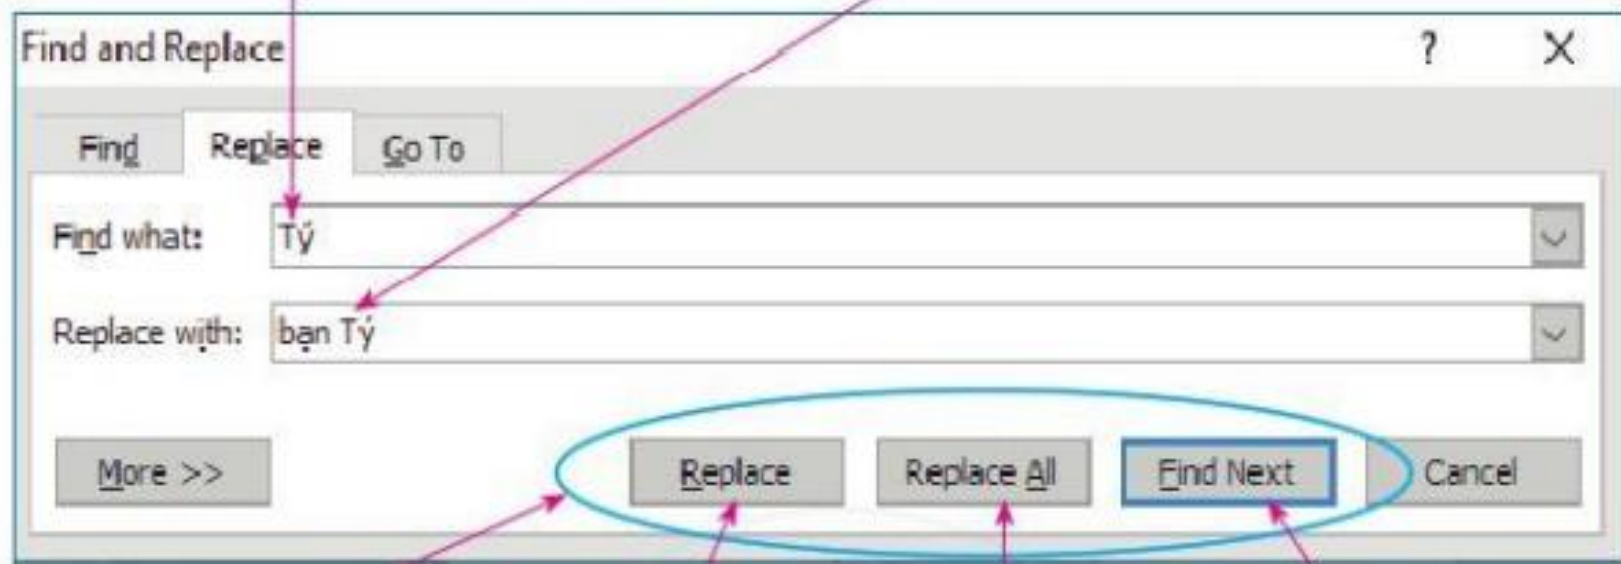 Find and Replace ? X
Find Replace Go To
Find what: Tý
Replace with: bạn Tý
More >> Replace Replace All Find Next Cancel